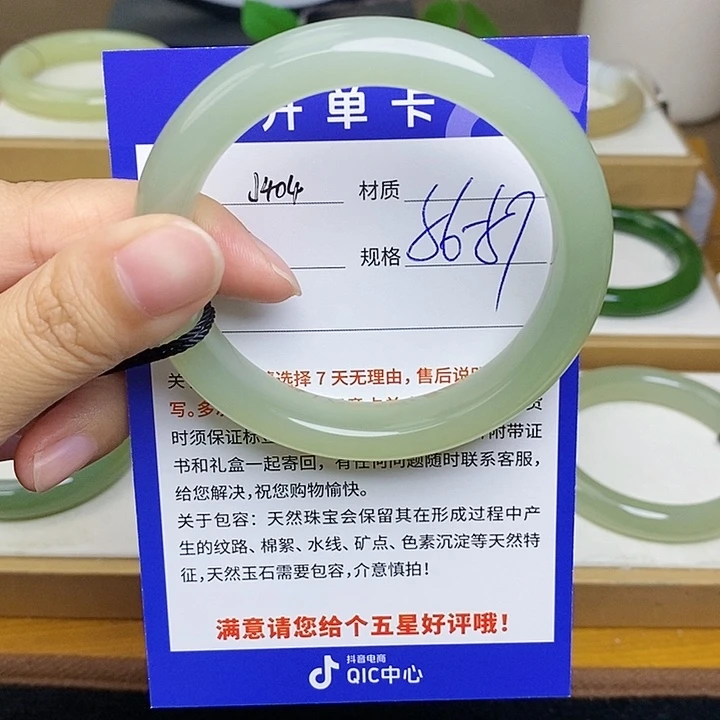 开单卡
J404 材质
规格 86-87
关 选择7天无理由，售后说明
写。多
时须保证标 附带证
书和礼盒一起寄回，有任何问题随时联系客服，
给您解决，祝您购物愉快。
关于包容：天然珠宝会保留其在形成过程中产
生的纹路、棉絮、水线、矿点、色素沉淀等天然特
征，天然玉石需要包容，介意慎拍！
满意请您给个五星好评哦！
抖音电商
QIC中心